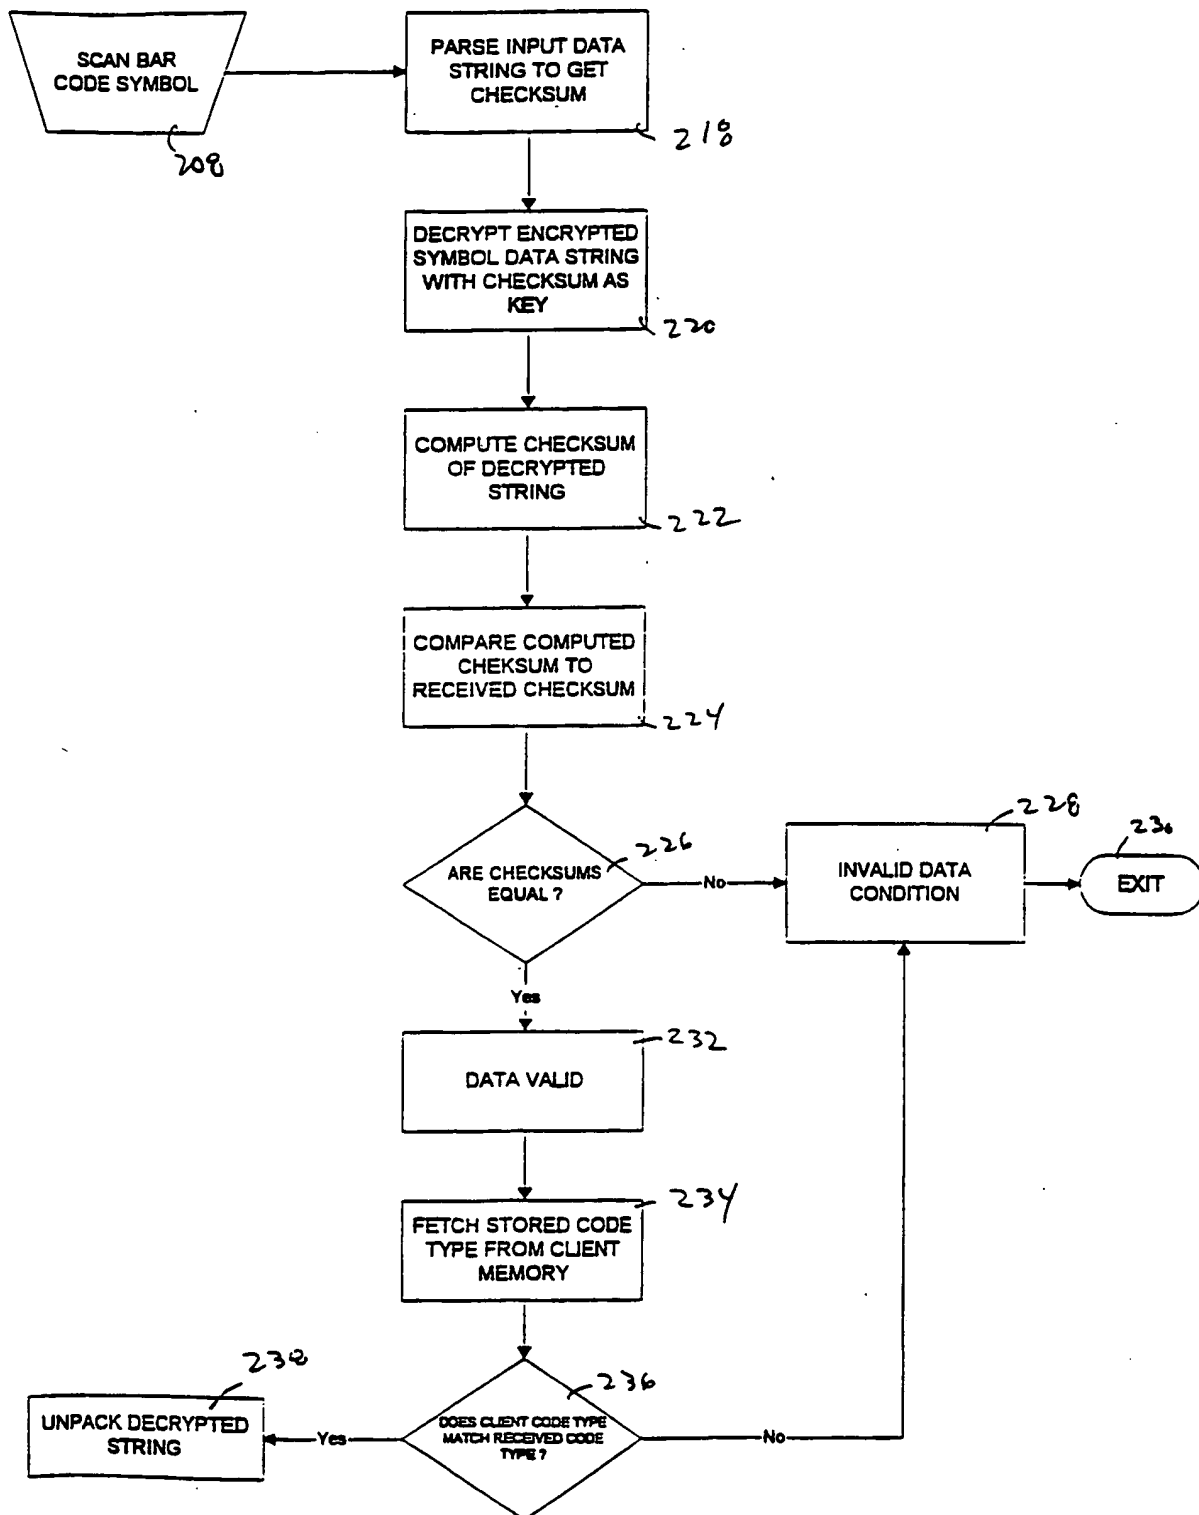 SCAN BAR
CODE SYMBOL
208
PARSE INPUT DATA
STRING TO GET
CHECKSUM
218
DECRYPT ENCRYPTED
SYMBOL DATA STRING
WITH CHECKSUM AS
KEY
220
COMPUTE CHECKSUM
OF DECRYPTED
STRING
222
COMPARE COMPUTED
CHEKSUM TO
RECEIVED CHECKSUM
224
ARE CHECKSUMS
EQUAL ?
226
No
INVALID DATA
CONDITION
228
EXIT
230
Yes
DATA VALID
232
FETCH STORED CODE
TYPE FROM CLIENT
MEMORY
234
DOES CLIENT CODE TYPE
MATCH RECEIVED CODE
TYPE ?
236
No
Yes
UNPACK DECRYPTED
STRING
238